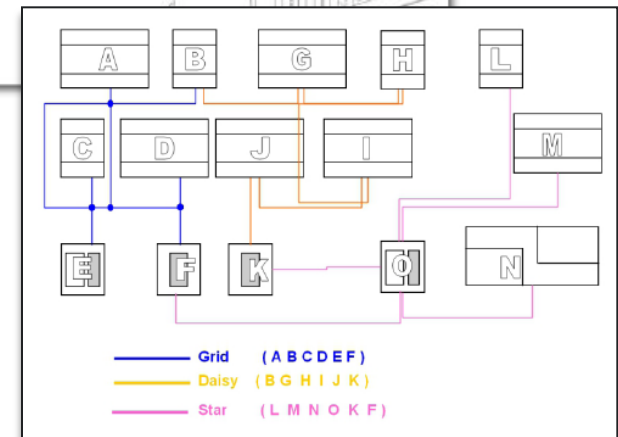 A B G H L
C D J I M
E F K O N
Grid (A B C D E F)
Daisy (B G H I J K)
Star (L M N O K F)